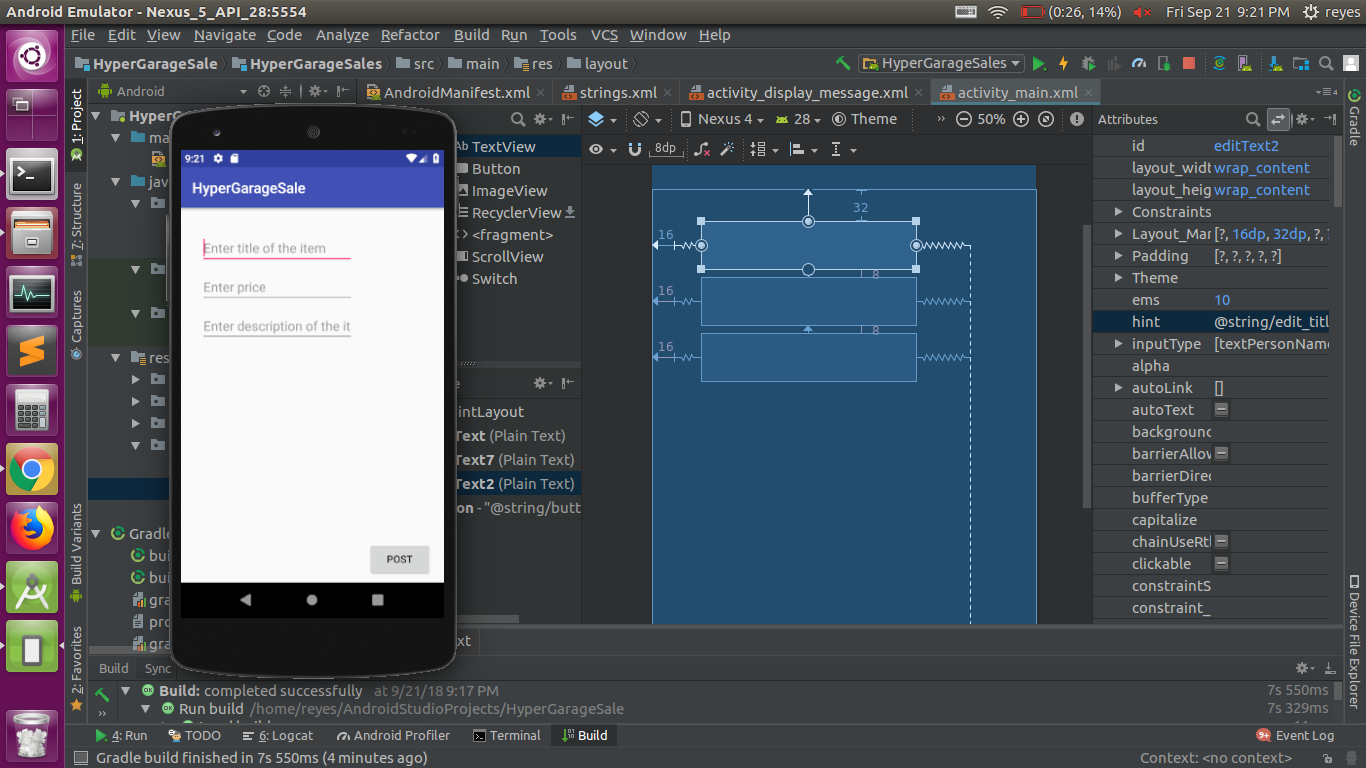 Android Emulator - Nexus_5_API_28:5554
(0:26, 14%)
Fri Sep 21 9:21 PM
reyes
File Edit View Navigate Code Analyze Refactor Build Run Tools VCS Window Help
HyperGarageSale
HyperGarageSales
src
main
res
layout
HyperGarageSales
Android
AndroidManifest.xml
strings.xml
activity_display_message.xml
activity_main.xml
1: Project
7: Structure
Captures
Build Variants
2: Favorites
HyperG
ma
jav
res
Gradle
bui
bui
gra
pro
gra
9:21
HyperGarageSale
Enter title of the item
Enter price
Enter description of the it
POST
Ab TextView
Button
ImageView
RecyclerView
<fragment>
ScrollView
Switch
intLayout
Text (Plain Text)
Text7 (Plain Text)
Text2 (Plain Text)
on - "@string/butt
xt
Nexus 4
28
Theme
50%
8dp
32
16
8
16
8
16
Attributes
id editText2
layout_widt wrap_content
layout_heig wrap_content
Constraints
Layout_Mar [?, 16dp, 32dp, ?, ?
Padding [?, ?, ?, ?, ?]
Theme
ems 10
hint @string/edit_titl
inputType [textPersonName
alpha
autoLink []
autoText
background
barrierAllow
barrierDirec
bufferType
capitalize
chainUseRtl
clickable
constraintS
constraint_
Gradle
Device File Explorer
Build Sync
Build: completed successfully at 9/21/18 9:17 PM 7s 550ms
Run build /home/reyes/AndroidStudioProjects/HyperGarageSale 7s 329ms
4: Run
TODO
6: Logcat
Android Profiler
Terminal
Build
9+ Event Log
Gradle build finished in 7s 550ms (4 minutes ago)
Context: <no context>